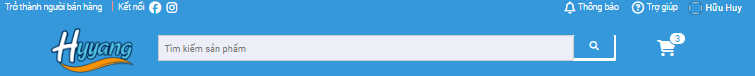 Trở thành người bán hàng | Kết nối Thông báo Trợ giúp Hữu Huy
Hyyang Tìm kiếm sản phẩm 3